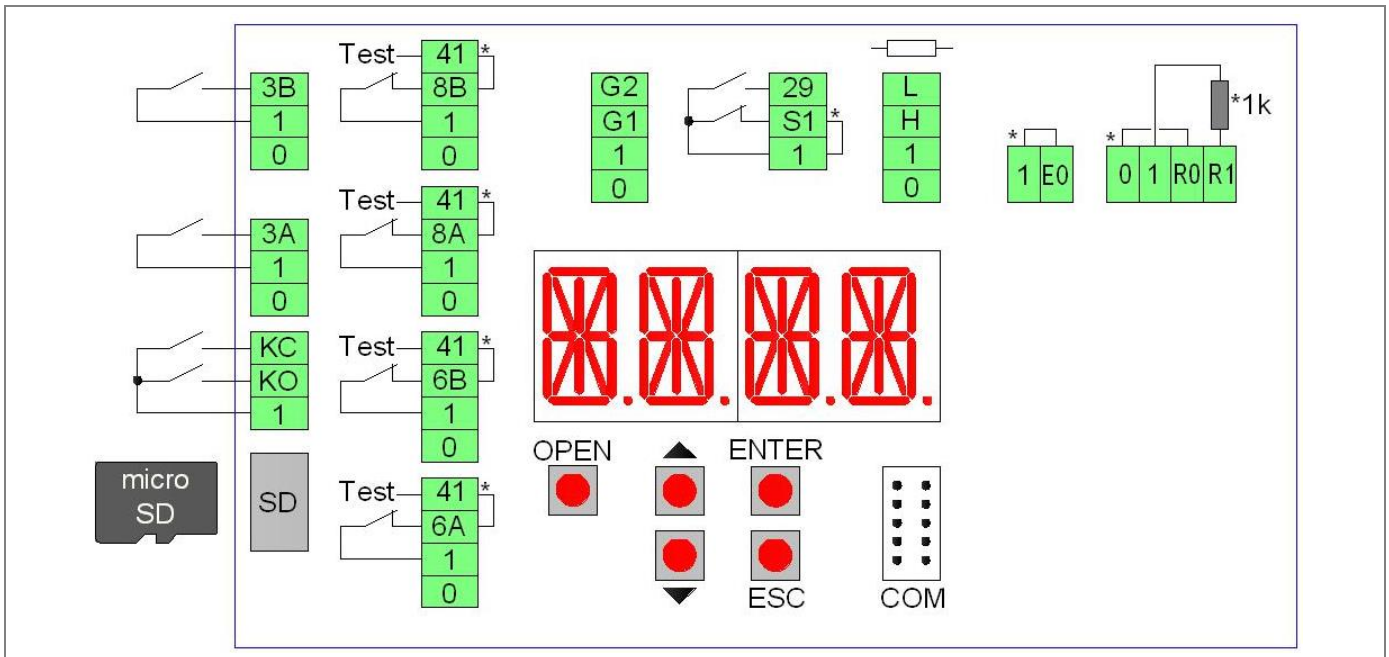 3B
1
0
3A
1
0
KC
KO
1
micro
SD
SD
Test 41 *
8B
1
0
Test 41 *
8A
1
0
Test 41 *
6B
1
0
Test 41 *
6A
1
0
G2
G1
1
0
29
S1 *
1
L
H
1
0
*
1 E0
* *1k
0 1 R0 R1
OPEN
ENTER
ESC
COM